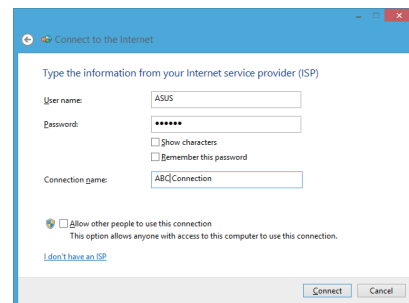 Connect to the Internet
Type the information from your Internet service provider (ISP)
User name: ASUS
Password: ••••••
Show characters
Remember this password
Connection name: ABC Connection
Allow other people to use this connection
This option allows anyone with access to this computer to use this connection.
I don't have an ISP
Connect Cancel